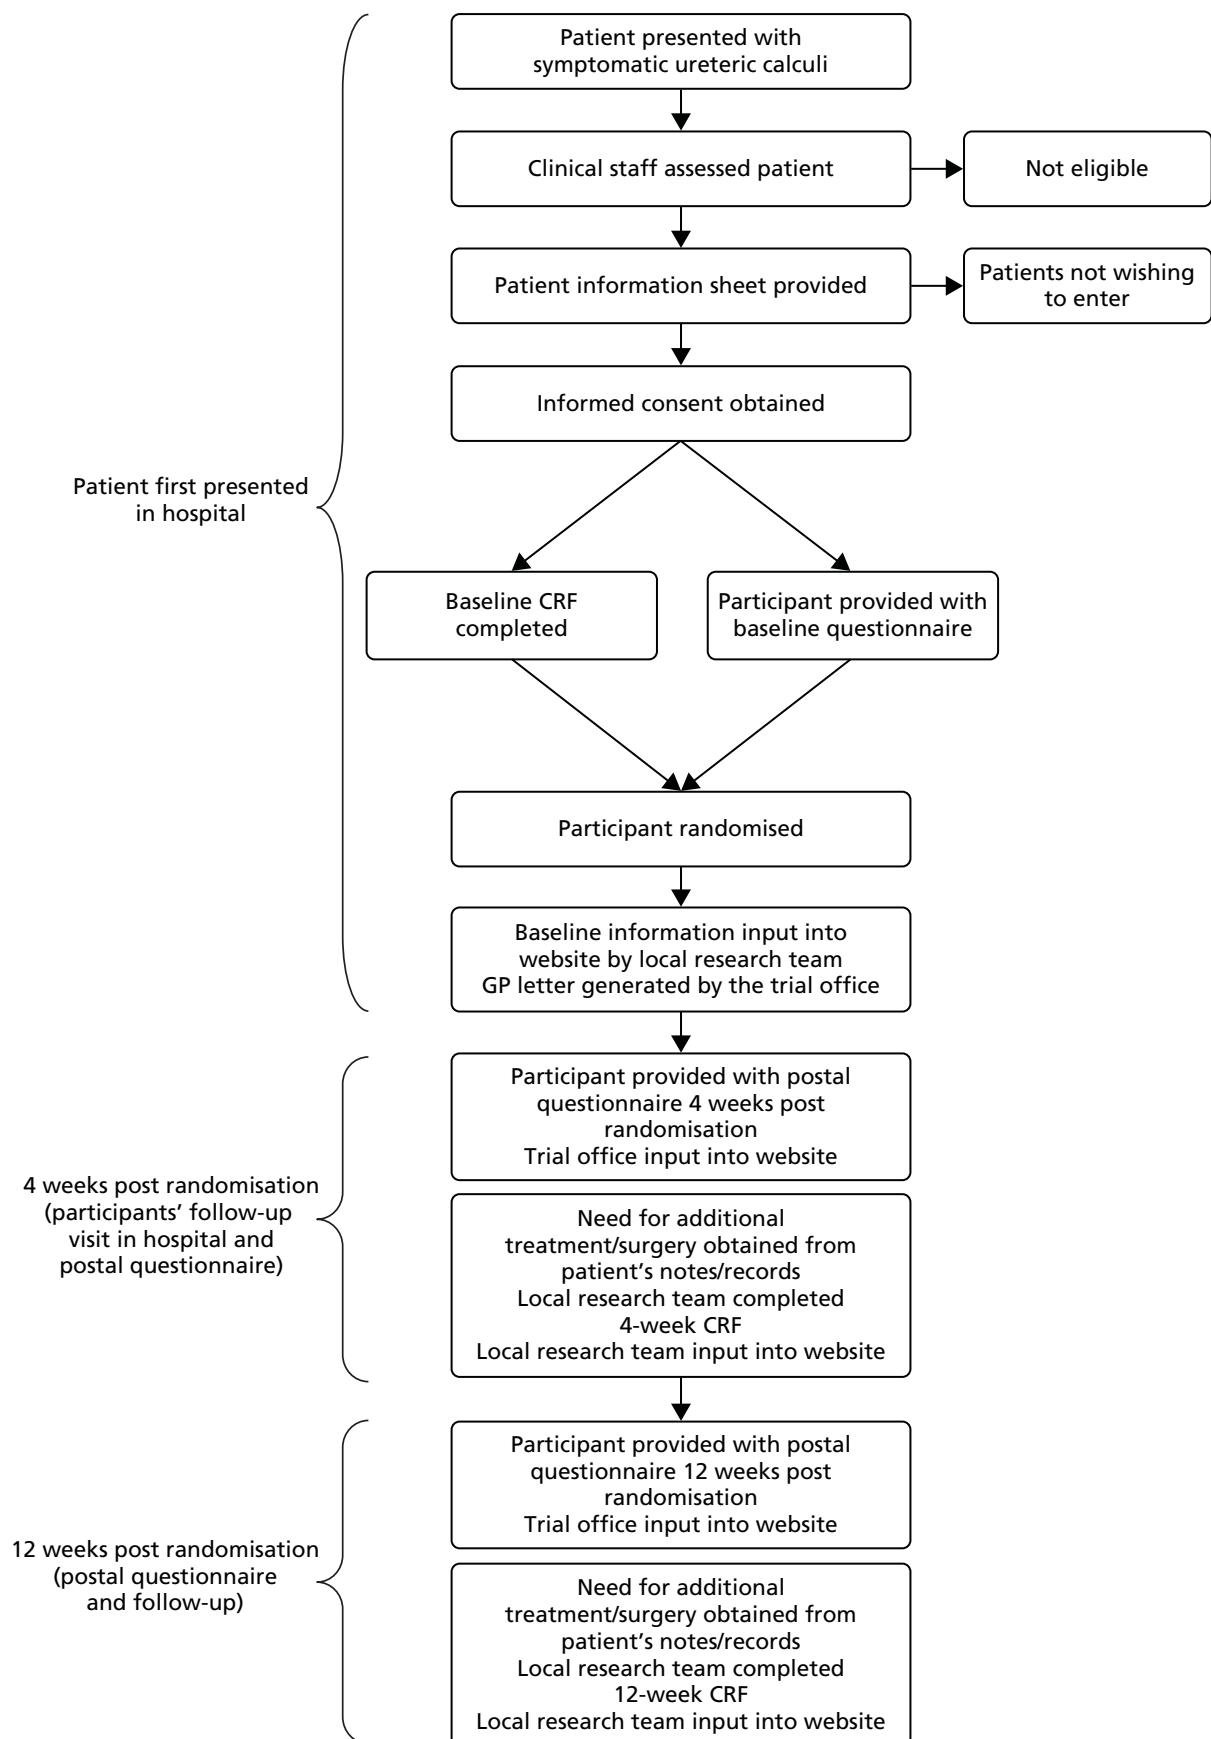 Patient presented with
symptomatic ureteric calculi
Clinical staff assessed patient
Not eligible
Patient information sheet provided
Patients not wishing
to enter
Informed consent obtained
Patient first presented
in hospital
Baseline CRF
completed
Participant provided with
baseline questionnaire
Participant randomised
Baseline information input into
website by local research team
GP letter generated by the trial office
4 weeks post randomisation
(participants’ follow-up
visit in hospital and
postal questionnaire)
Participant provided with postal
questionnaire 4 weeks post
randomisation
Trial office input into website
Need for additional
treatment/surgery obtained from
patient’s notes/records
Local research team completed
4-week CRF
Local research team input into website
12 weeks post randomisation
(postal questionnaire
and follow-up)
Participant provided with postal
questionnaire 12 weeks post
randomisation
Trial office input into website
Need for additional
treatment/surgery obtained from
patient’s notes/records
Local research team completed
12-week CRF
Local research team input into website